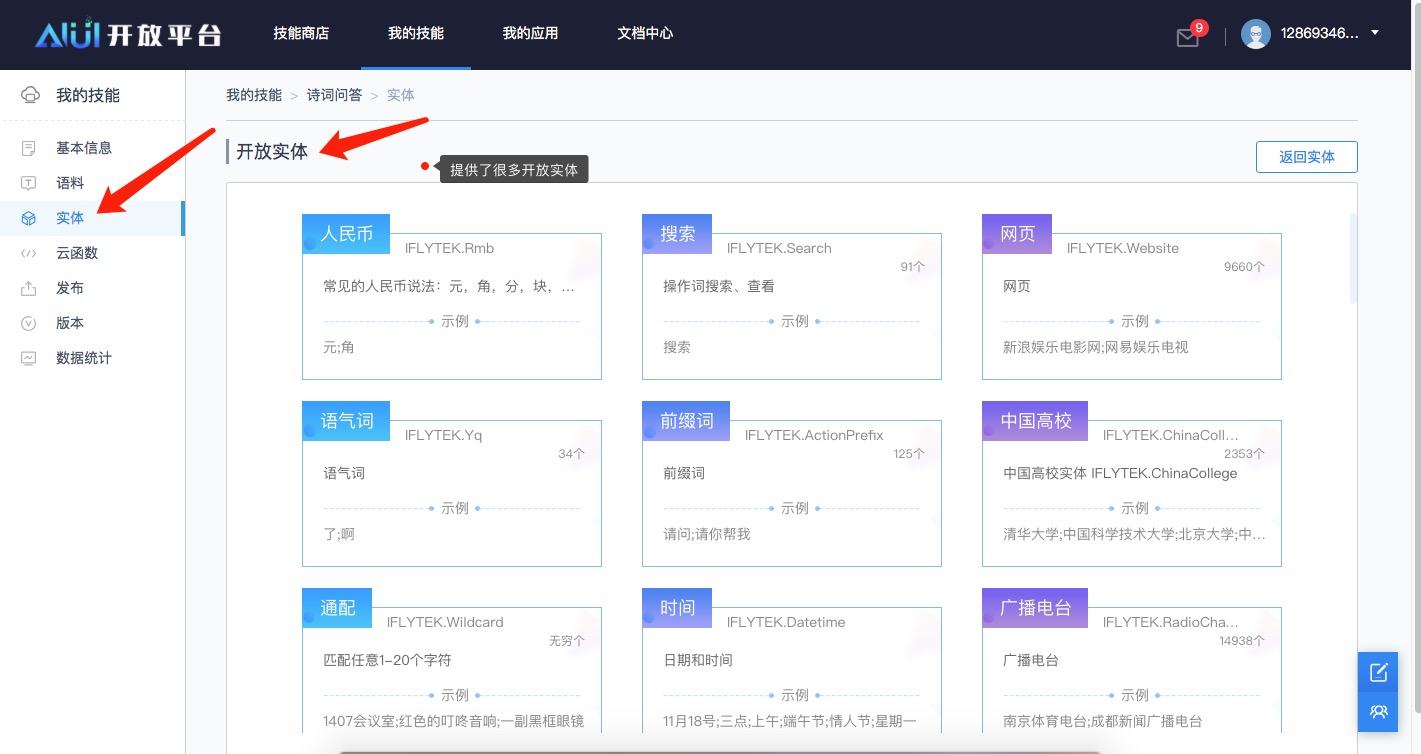 AIUI开放平台
技能商店
我的技能
我的应用
文档中心
9
12869346...
我的技能
基本信息
语料
实体
云函数
发布
版本
数据统计
我的技能 > 诗词问答 > 实体
开放实体
提供了很多开放实体
返回实体
人民币
IFLYTEK.Rmb
常见的人民币说法：元，角，分，块，...
示例
元;角
搜索
IFLYTEK.Search
91个
操作词搜索、查看
示例
搜索
网页
IFLYTEK.Website
9660个
网页
示例
新浪娱乐电影网;网易娱乐电视
语气词
IFLYTEK.Yq
34个
语气词
示例
了;啊
前缀词
IFLYTEK.ActionPrefix
125个
前缀词
示例
请问;请你帮我
中国高校
IFLYTEK.ChinaColl...
2353个
中国高校实体 IFLYTEK.ChinaCollege
示例
清华大学;中国科学技术大学;北京大学;中...
通配
IFLYTEK.Wildcard
无穷个
匹配任意1-20个字符
示例
1407会议室;红色的叮咚音响;一副黑框眼镜
时间
IFLYTEK.Datetime
日期和时间
示例
11月18号;三点;上午;端午节;情人节;星期一
广播电台
IFLYTEK.RadioCha...
14938个
广播电台
示例
南京体育电台;成都新闻广播电台